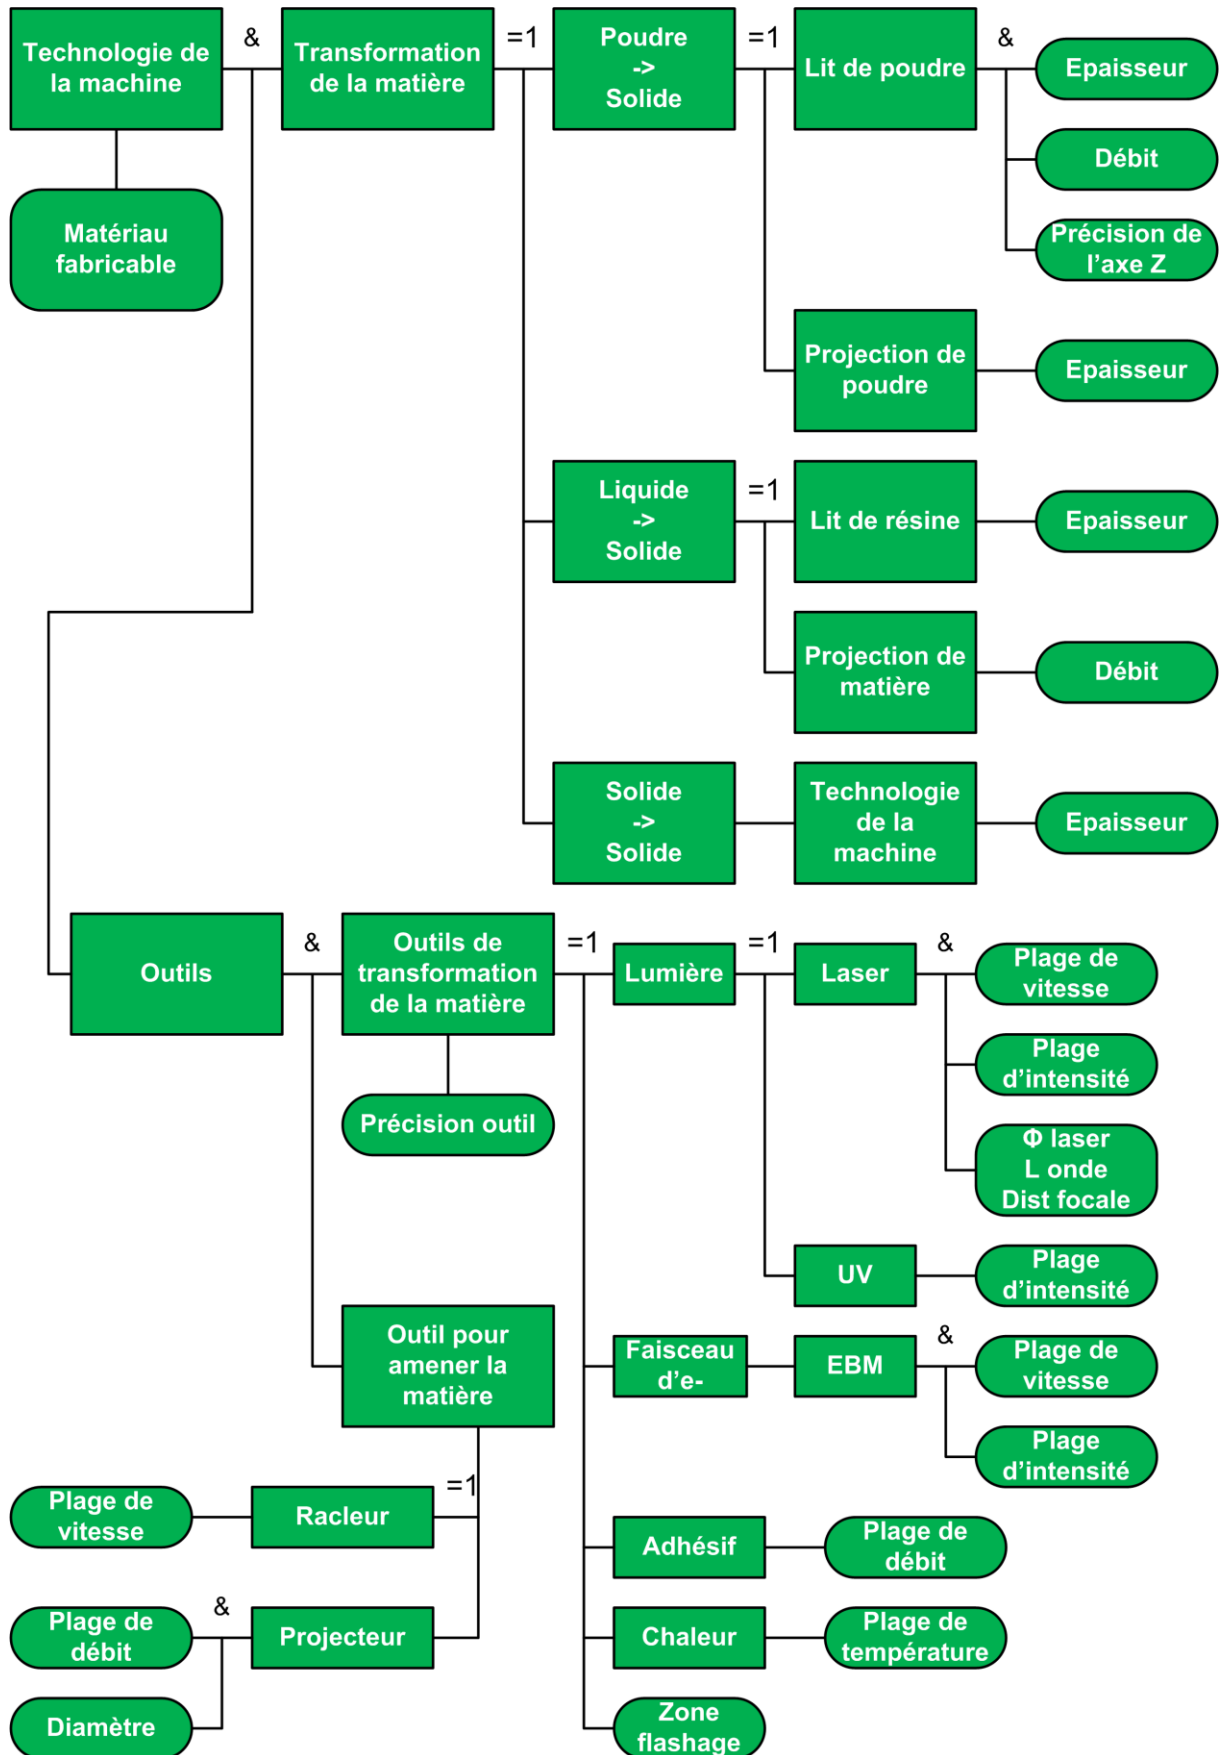 Technologie de
la machine
&
Transformation
de la matière
=1
Poudre
->
Solide
=1
Lit de poudre
&
Epaisseur
Débit
Précision de
l'axe Z
Matériau
fabricable
Projection de
poudre
Epaisseur
Liquide
->
Solide
=1
Lit de résine
Epaisseur
Projection de
matière
Débit
Solide
->
Solide
Technologie
de la
machine
Epaisseur
Outils
&
Outils de
transformation
de la matière
=1
Lumière
=1
Laser
&
Plage de
vitesse
Plage
d'intensité
Précision outil
Φ laser
L onde
Dist focale
UV
Plage
d'intensité
Outil pour
amener la
matière
Faisceau
d'e-
EBM
&
Plage de
vitesse
Plage
d'intensité
=1
Plage de
vitesse
Racleur
Adhésif
Plage de
débit
Plage de
débit
&
Projecteur
Chaleur
Plage de
température
Diamètre
Zone
flashage